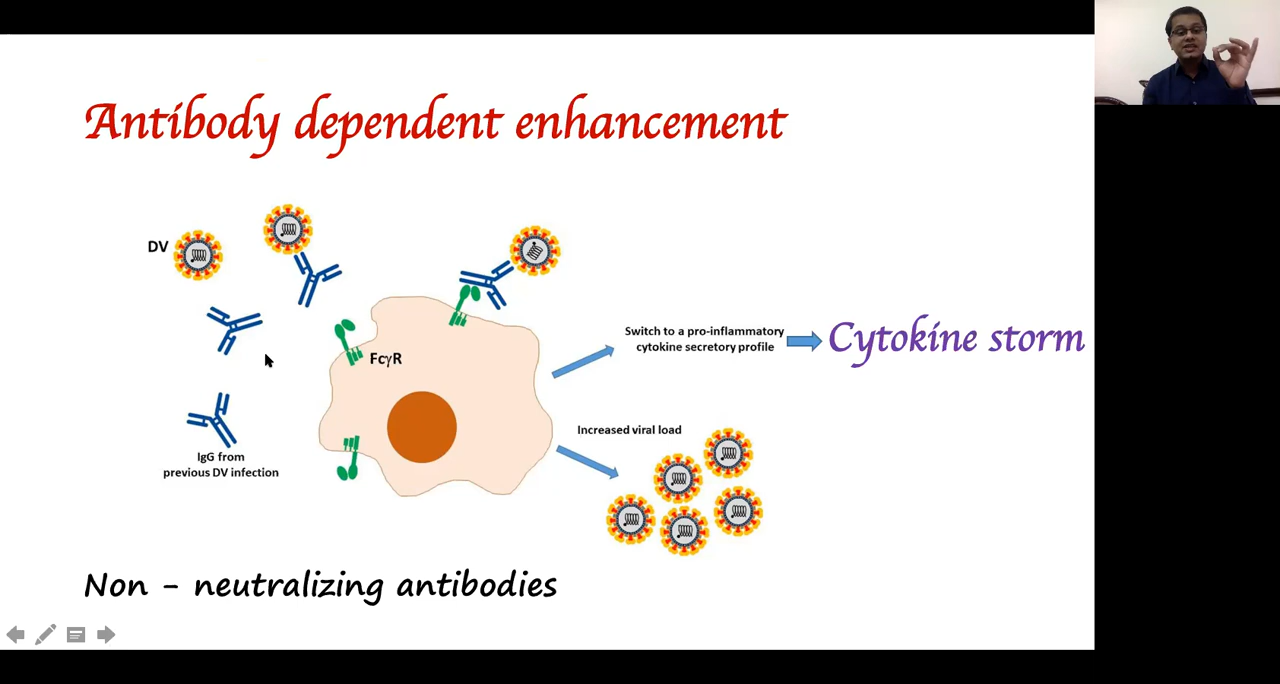 Antibody dependent enhancement
DV
FcγR
IgG from
previous DV infection
Switch to a pro-inflammatory
cytokine secretory profile
Cytokine storm
Increased viral load
Non - neutralizing antibodies